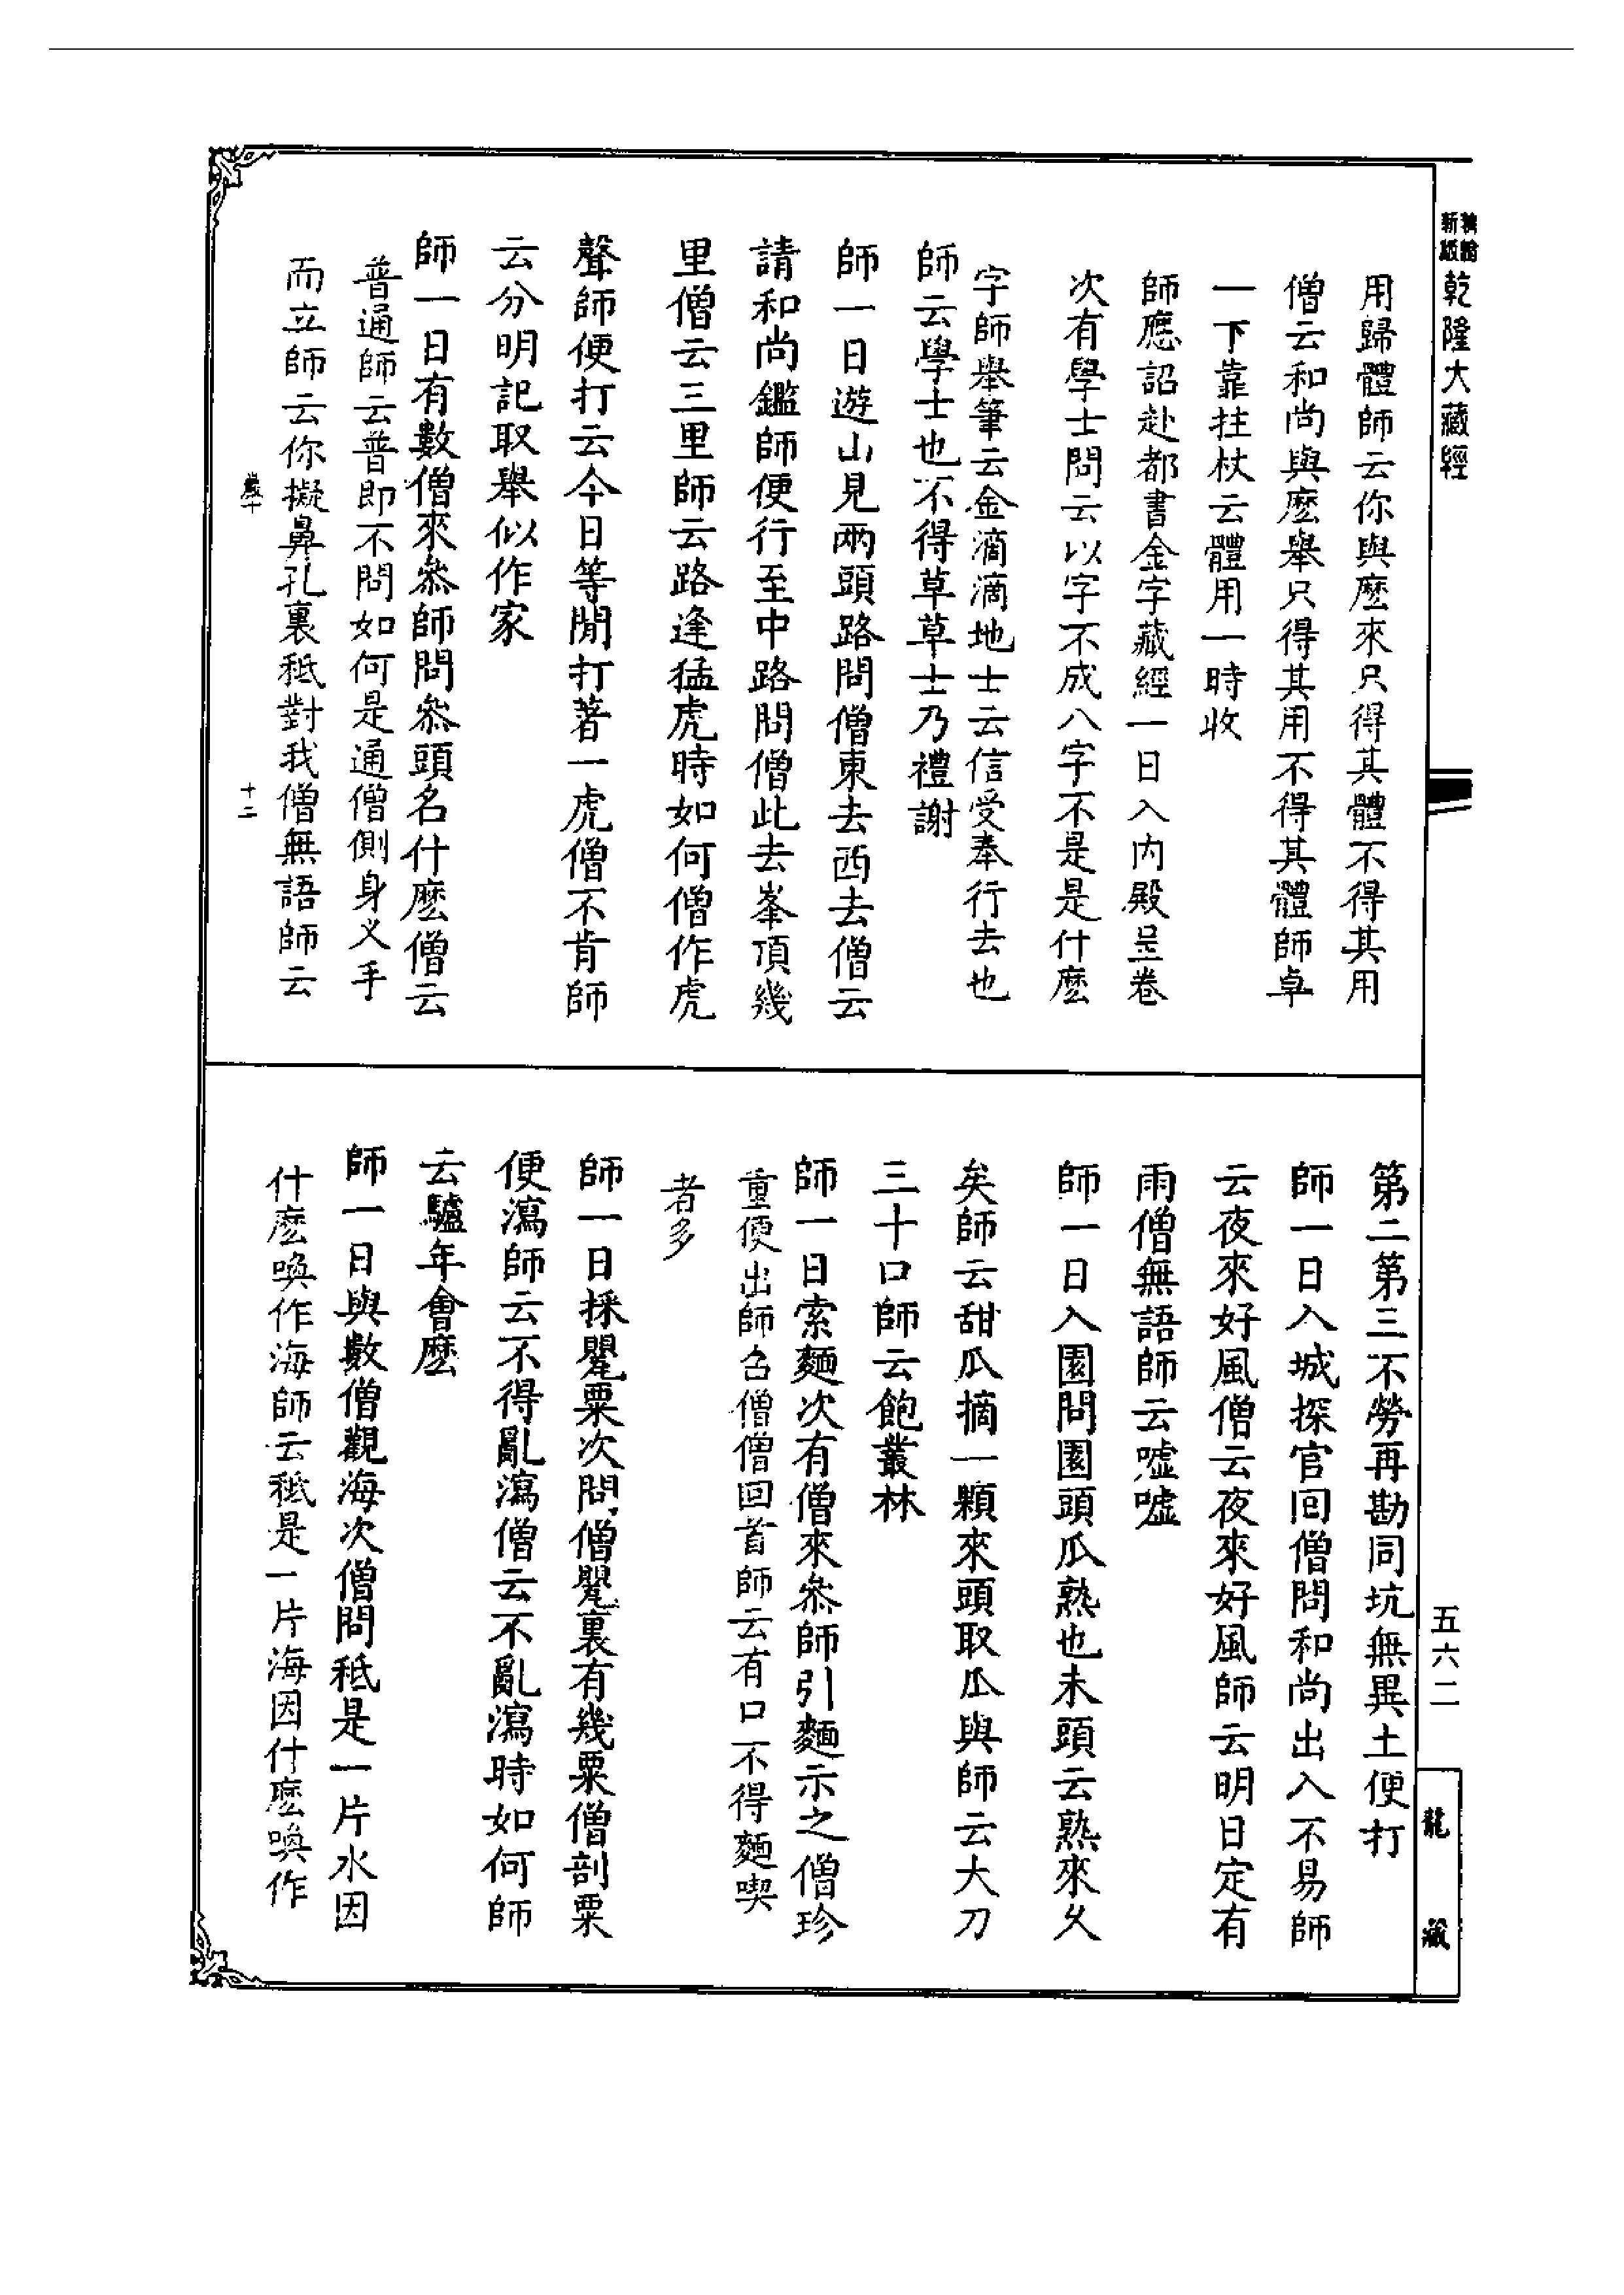 乾隆大藏經
用歸體師云你與麽來只得其體不得其用
僧云和尚與麽舉只得其用不得其體師卓
一下靠拄杖云體用一時收
師應詔赴都書金字藏經一日入内殿呈卷
次有學士問云以字不成八字不是是什麽
字師舉筆云金滴滴地士云信受奉行去也
師云學士也不得草草士乃禮謝
師一日遊山見兩頭路問僧東去西去僧云
請和尚鑑師便行至中路問僧此去峯頂幾
里僧云三里師云路逢猛虎時如何僧作虎
聲師便打云今日等閒打著一虎僧不肯師
云分明記取舉似作家
師一日有數僧來叅師問叅頭名什麽僧云
普通師云普即不問如何是通僧側身义手
而立師云你擬鼻孔裏秪對我僧無語師云
十二
第二第三不勞再勘同坑無異土便打
師一日入城探官囘僧問和尚出入不易師
云夜來好風僧云夜來好風師云明日定有
雨僧無語師云噓噓
師一日入園問園頭瓜熟也未頭云熟來久
矣師云甜瓜摘一顆來頭取瓜與師云大刀
三十口師云飽叢林
師一日索麵次有僧來叅師引麵示之僧珍
重便出師召僧僧回首師云有口不得麵喫
者多
師一日採甖粟次問僧甖裏有幾粟僧剖粟
便瀉師云不得亂瀉僧云不亂瀉時如何師
云驢年會麽
師一日與數僧觀海次僧問秪是一片水因
什麽喚作海師云秪是一片海因什麽喚作
五六二
龍藏